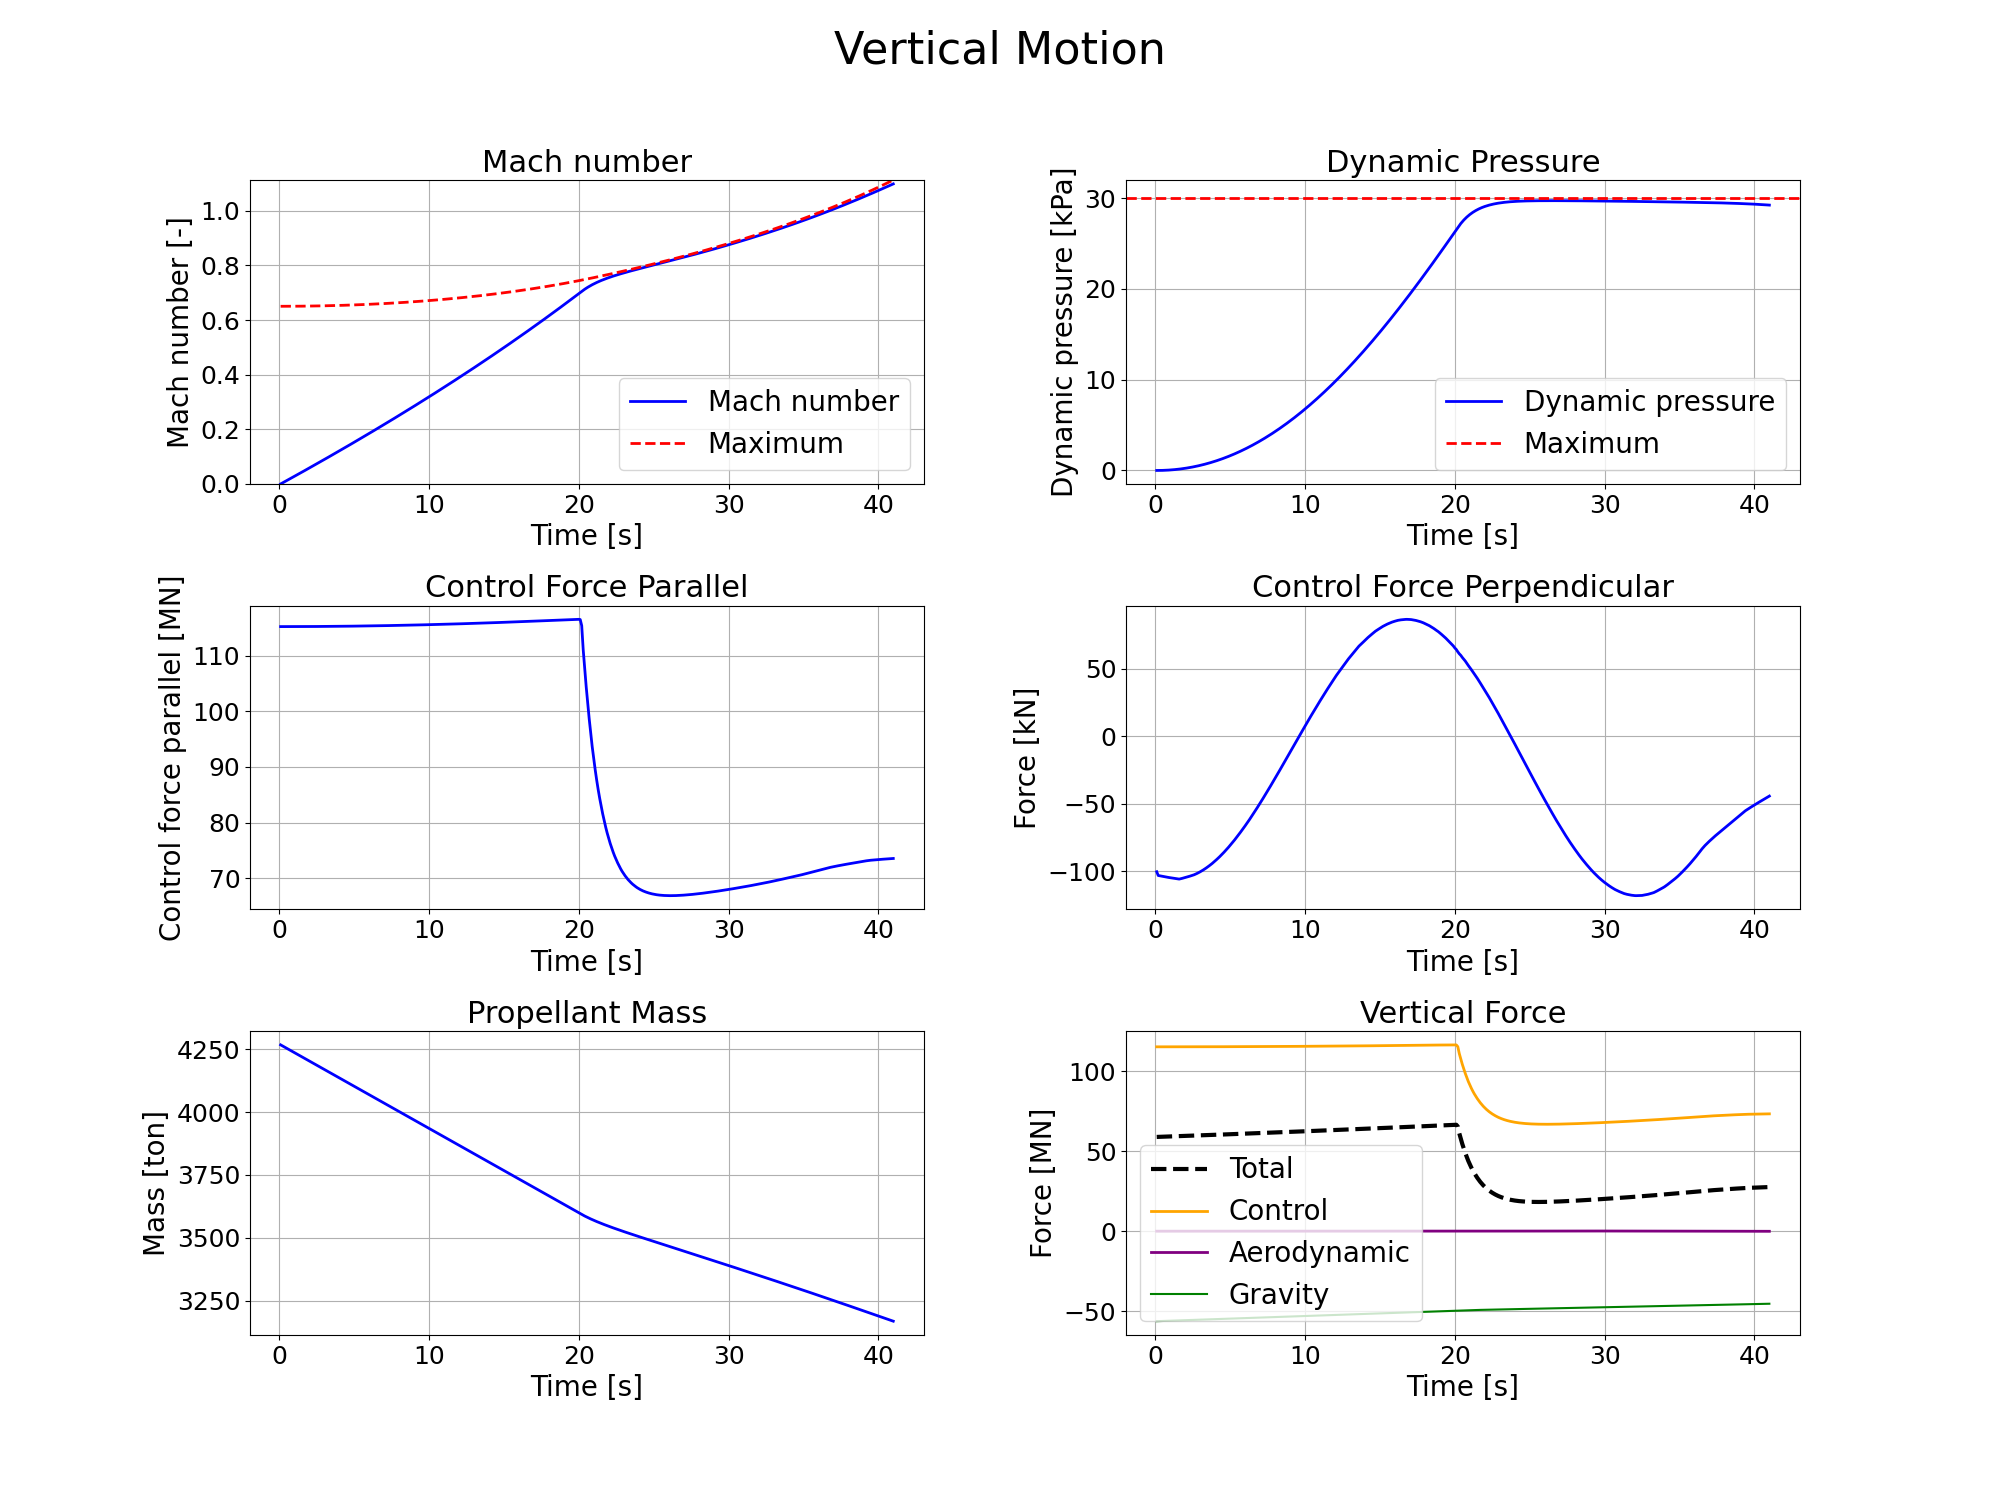 Vertical Motion
Mach number
Mach number [-]
1.0
0.8
0.6
0.4
0.2
0.0
Mach number
Maximum
0 10 20 30 40
Time [s]
Dynamic Pressure
Dynamic pressure [kPa]
30
20
10
0
Dynamic pressure
Maximum
0 10 20 30 40
Time [s]
Control Force Parallel
Control force parallel [MN]
110
100
90
80
70
0 10 20 30 40
Time [s]
Control Force Perpendicular
Force [kN]
50
0
−50
−100
0 10 20 30 40
Time [s]
Propellant Mass
Mass [ton]
4250
4000
3750
3500
3250
0 10 20 30 40
Time [s]
Vertical Force
Force [MN]
100
50
0
−50
Total
Control
Aerodynamic
Gravity
0 10 20 30 40
Time [s]